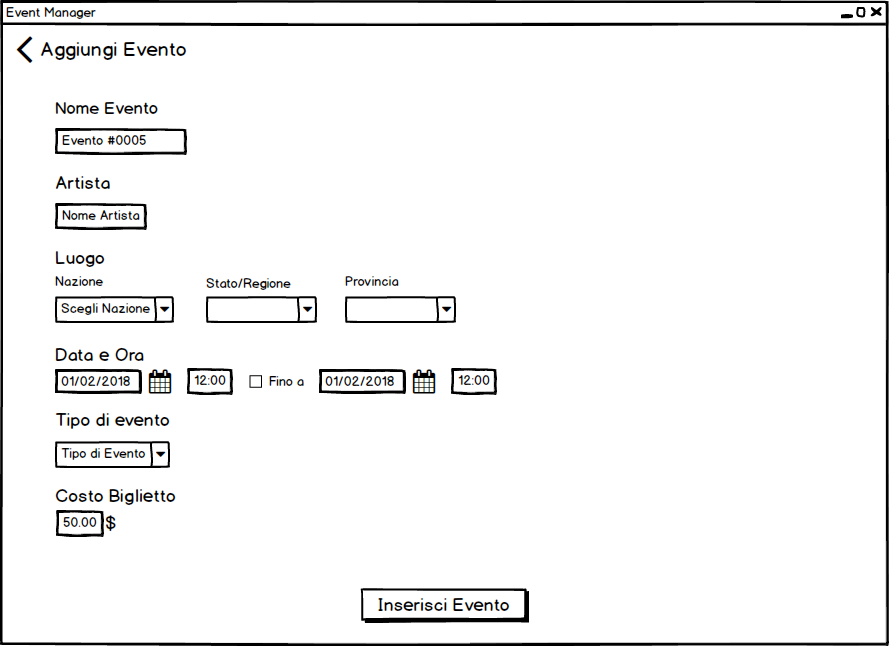 Event Manager
Aggiungi Evento
Nome Evento
Evento #0005
Artista
Nome Artista
Luogo
Nazione Stato/Regione Provincia
Scegli Nazione
Data e Ora
01/02/2018 12:00 Fino a 01/02/2018 12:00
Tipo di evento
Tipo di Evento
Costo Biglietto
50.00 $
Inserisci Evento